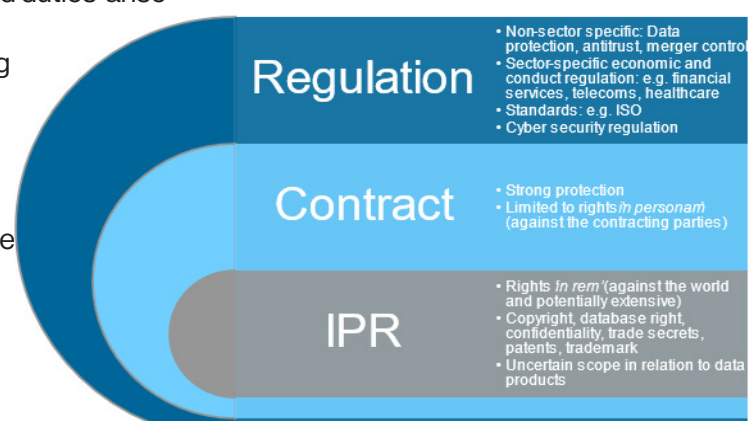 d duties arise
g
e
Regulation
• Non-sector specific: Data
protection, antitrust, merger control
• Sector-specific economic and
conduct regulation: e.g. financial
services, telecoms, healthcare
• Standards: e.g. ISO
• Cyber security regulation
Contract
• Strong protection
• Limited to rights in personam
(against the contracting parties)
IPR
• Rights 'in rem' (against the world
and potentially extensive)
• Copyright, database right,
confidentiality, trade secrets,
patents, trademark
• Uncertain scope in relation to data
products